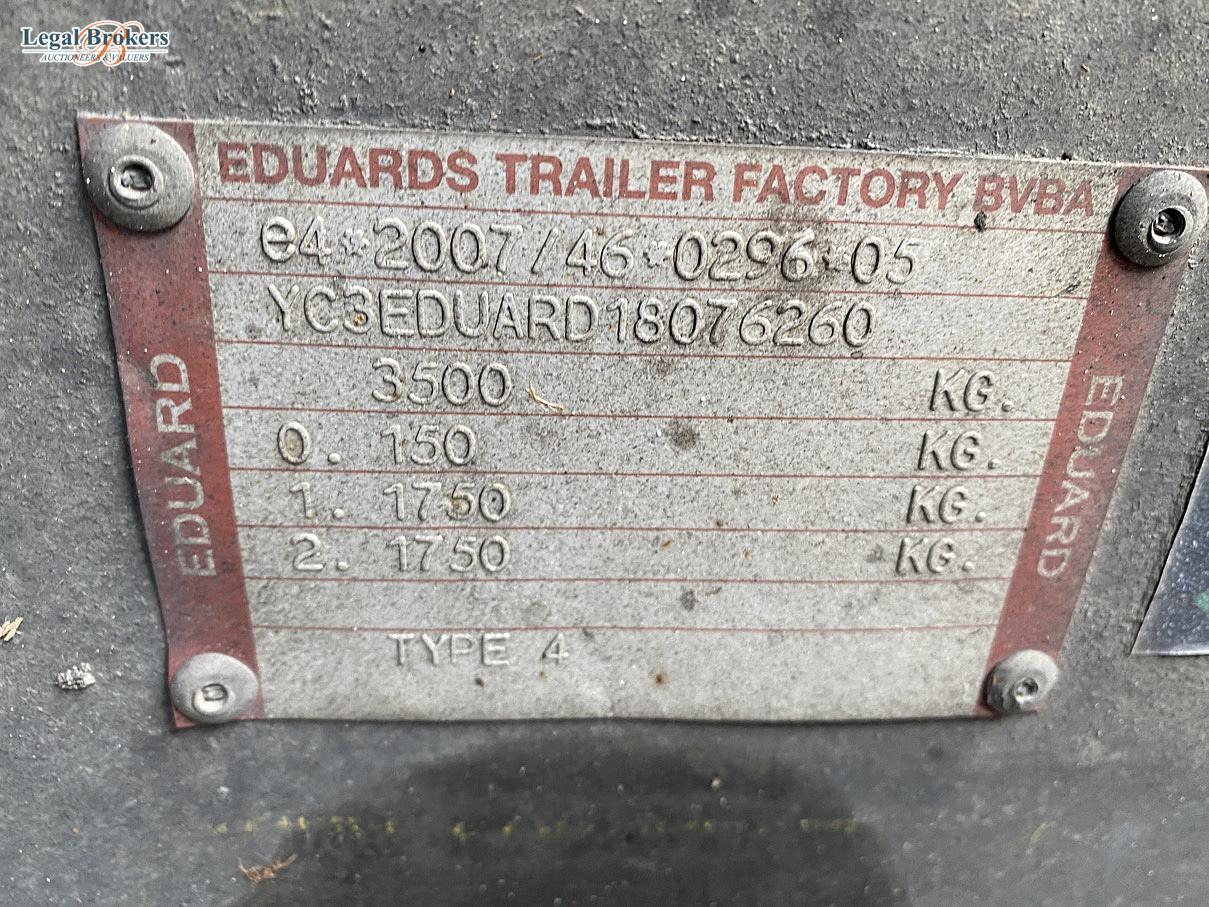 Legal Brokers
AUCTIONEERS & VALUERS
EDUARDS TRAILER FACTORY BVBA
e4*2007/46*0296*05
YC3EDUARD18076260
3500 KG.
0. 150 KG.
1. 1750 KG.
2. 1750 KG.
TYPE 4
EDUARD
EDUARD